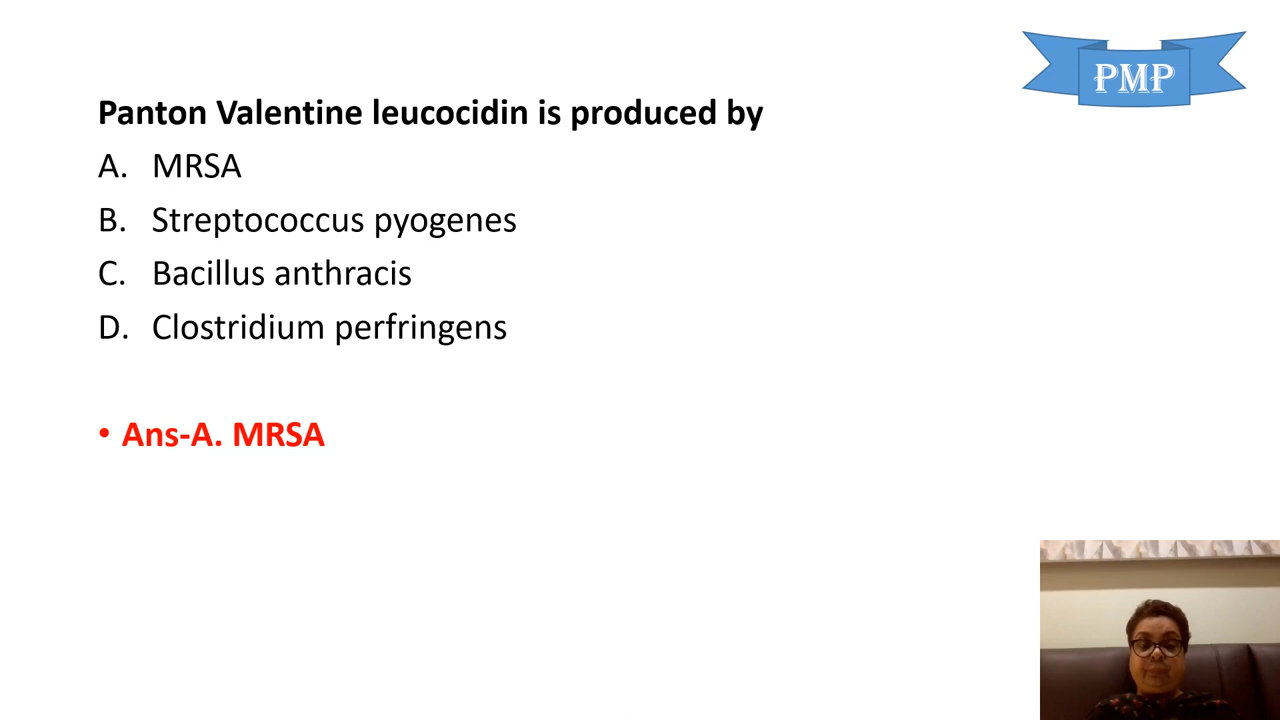 PMP
Panton Valentine leucocidin is produced by
A. MRSA
B. Streptococcus pyogenes
C. Bacillus anthracis
D. Clostridium perfringens
• Ans-A. MRSA